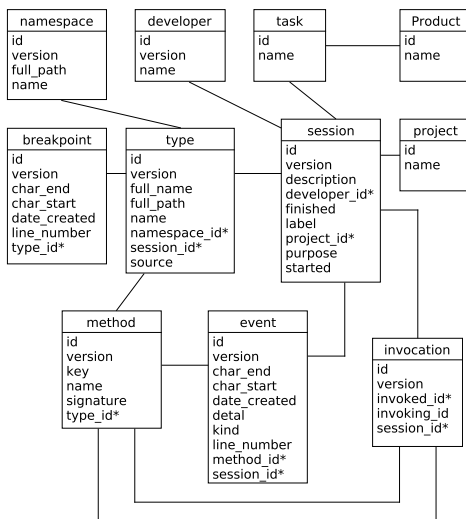 namespace
id
version
full_path
name
developer
id
version
name
task
id
name
Product
id
name
breakpoint
id
version
char_end
char_start
date_created
line_number
type_id*
type
id
version
full_name
full_path
name
namespace_id*
session_id*
source
session
id
version
description
developer_id*
finished
label
project_id*
purpose
started
project
id
name
method
id
version
key
name
signature
type_id*
event
id
version
char_end
char_start
date_created
detal
kind
line_number
method_id*
session_id*
invocation
id
version
invoked_id*
invoking_id
session_id*